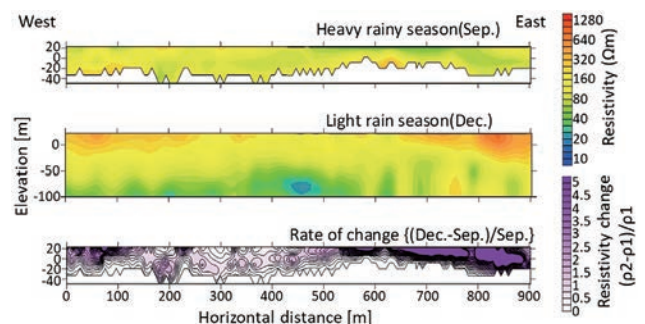 West
East
Heavy rainy season(Sep.)
20
0
-20
-40
Light rain season(Dec.)
0
-50
-100
Rate of change {(Dec.-Sep.)/Sep.}
20
0
-20
-40
0 100 200 300 400 500 600 700 800 900
Horizontal distance [m]
Elevation [m]
1280
640
320
160
80
40
20
10
Resistivity (Ωm)
5
4.5
4
3.5
3
2.5
2
1.5
1
0.5
0
Resistivity change
(ρ2-ρ1)/ρ1